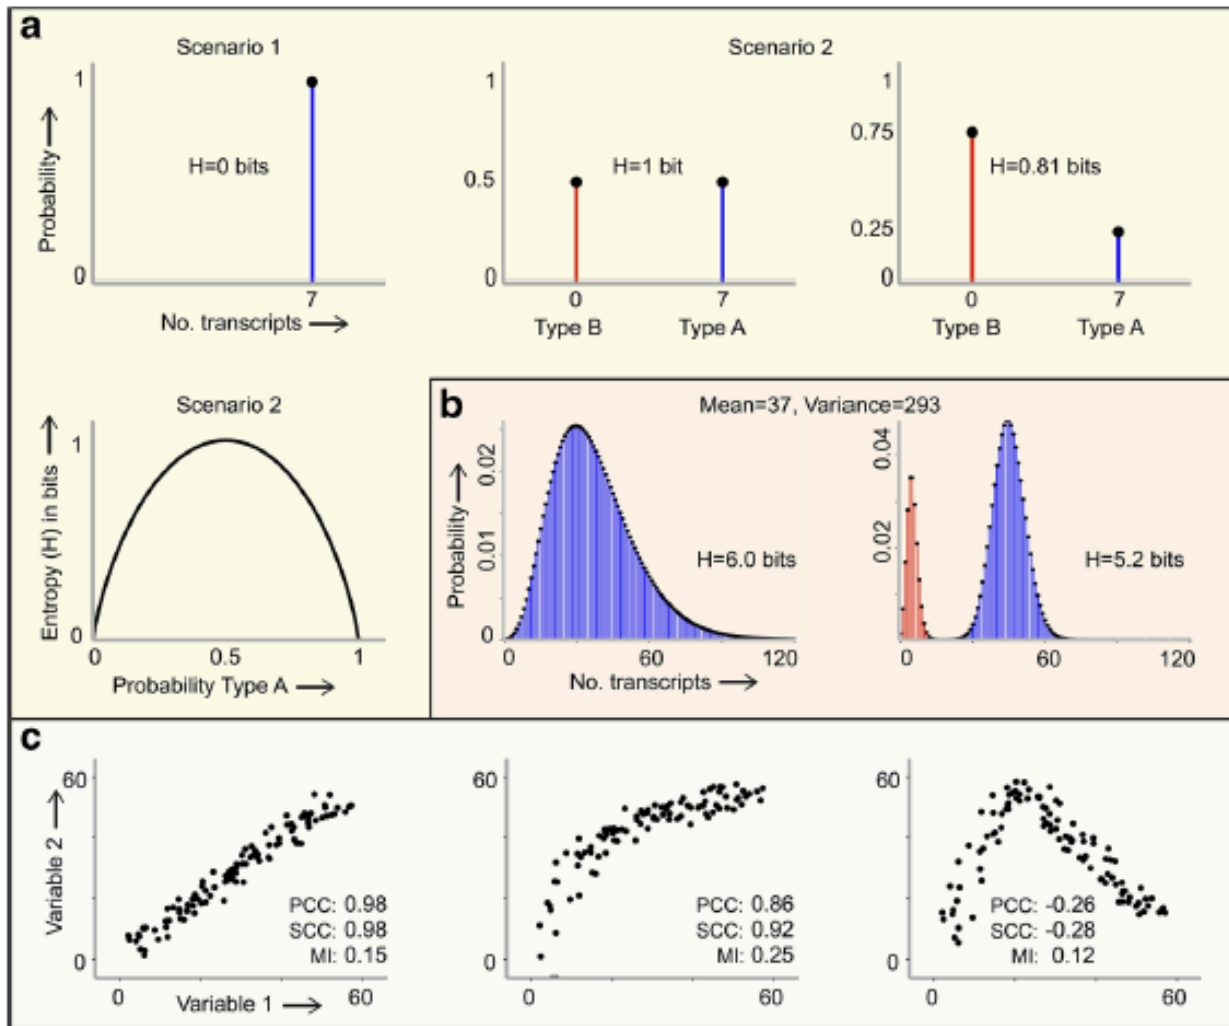 a
Scenario 1
Scenario 2
1
0
Probability
H=0 bits
7
No. transcripts
1
0.5
0
H=1 bit
0
7
Type B
Type A
1
0.75
0.25
0
H=0.81 bits
0
7
Type B
Type A
Scenario 2
Entropy (H) in bits
1
0
0
0.5
1
Probability Type A
b
Mean=37, Variance=293
Probability
0.02
0.01
0
H=6.0 bits
0
60
120
No. transcripts
0.04
0.02
H=5.2 bits
0
60
120
c
Variable 2
60
0
PCC: 0.98
SCC: 0.98
MI: 0.15
0
60
Variable 1
60
0
PCC: 0.86
SCC: 0.92
MI: 0.25
0
60
60
0
PCC: -0.26
SCC: -0.28
MI: 0.12
0
60